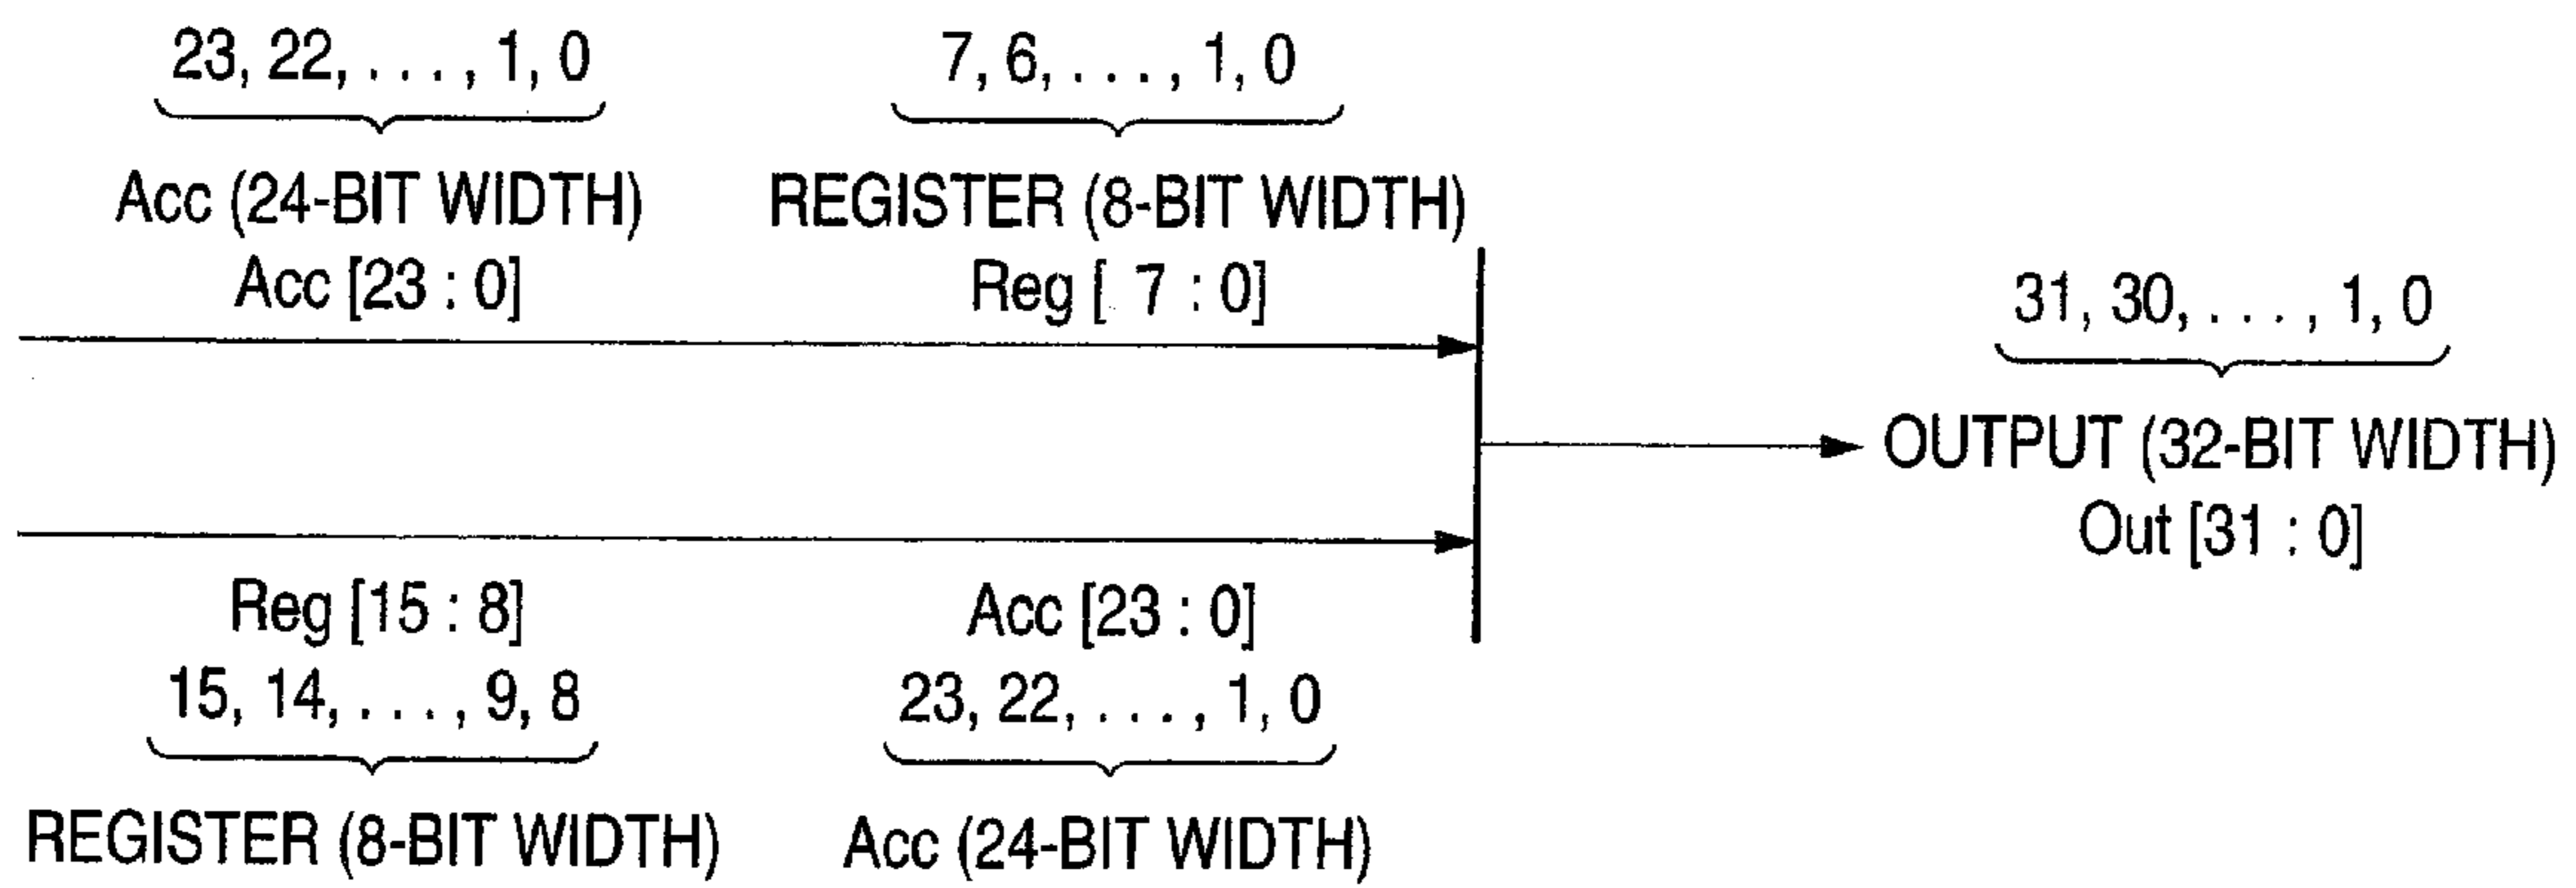 23, 22, . . . , 1, 0
7, 6, . . . , 1, 0
Acc (24-BIT WIDTH)
REGISTER (8-BIT WIDTH)
Acc [23 : 0]
Reg [ 7 : 0]
31, 30, . . . , 1, 0
OUTPUT (32-BIT WIDTH)
Out [31 : 0]
Reg [15 : 8]
Acc [23 : 0]
15, 14, . . . , 9, 8
23, 22, . . . , 1, 0
REGISTER (8-BIT WIDTH)
Acc (24-BIT WIDTH)